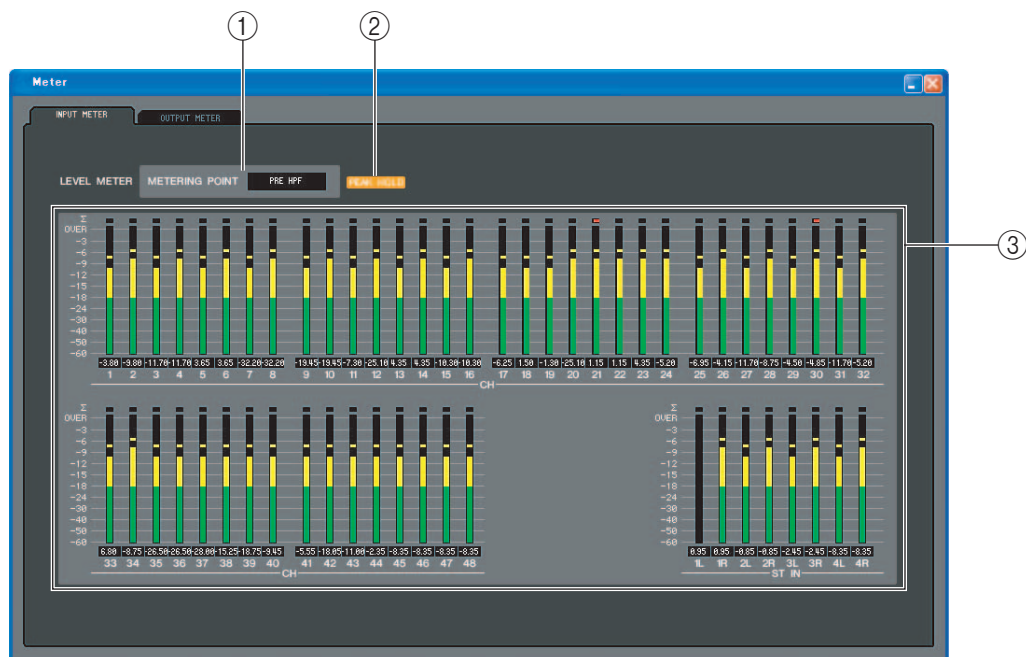 ① ②
Meter
INPUT METER OUTPUT METER
LEVEL METER METERING POINT PRE HPF PEAK HOLD
③
Σ
OVER
-3
-6
-9
-12
-15
-18
-24
-30
-40
-50
-60
-3.80 -9.80 -11.70 -11.70 3.65 3.65 -32.20 -32.20 -19.45 -19.45 -7.30 -25.10 4.35 4.35 -10.30 -10.30 -6.25 1.50 -1.30 -25.10 1.15 1.15 4.35 -5.20 -6.95 -4.15 -11.70 -8.75 -4.50 -4.85 -11.70 -5.20
1 2 3 4 5 6 7 8 9 10 11 12 13 14 15 16 17 18 19 20 21 22 23 24 25 26 27 28 29 30 31 32
CH
Σ Σ
OVER OVER
-3 -3
-6 -6
-9 -9
-12 -12
-15 -15
-18 -18
-24 -24
-30 -30
-40 -40
-50 -50
-60 -60
6.80 -8.75 -26.50 -26.50 -28.00 -15.25 -18.75 -9.45 -5.55 -18.05 -11.00 -2.35 -8.35 -8.35 -8.35 -8.35 0.95 0.95 -0.85 -0.85 -2.45 -2.45 -8.35 -8.35
33 34 35 36 37 38 39 40 41 42 43 44 45 46 47 48 1L 1R 2L 2R 3L 3R 4L 4R
CH ST IN